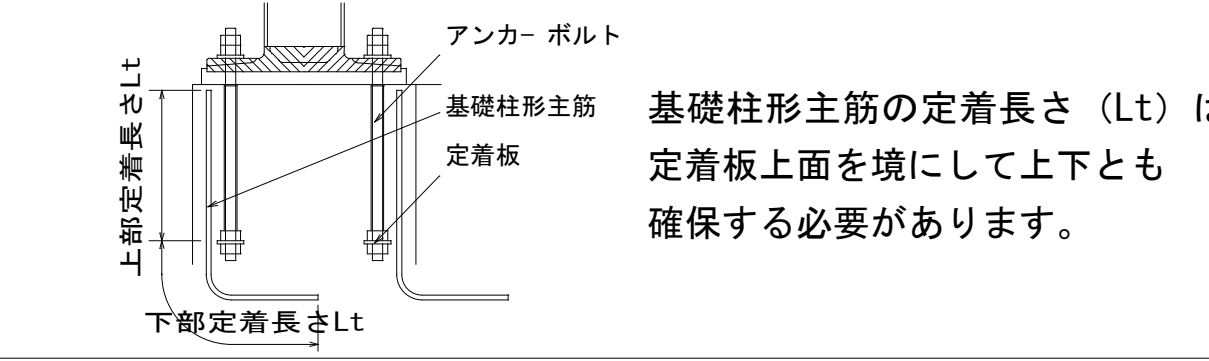 アンカ- ボルト
基礎柱形主筋
定着板
上部定着長さLt
下部定着長さLt
基礎柱形主筋の定着長さ（Lt）は
定着板上面を境にして上下とも
確保する必要があります。